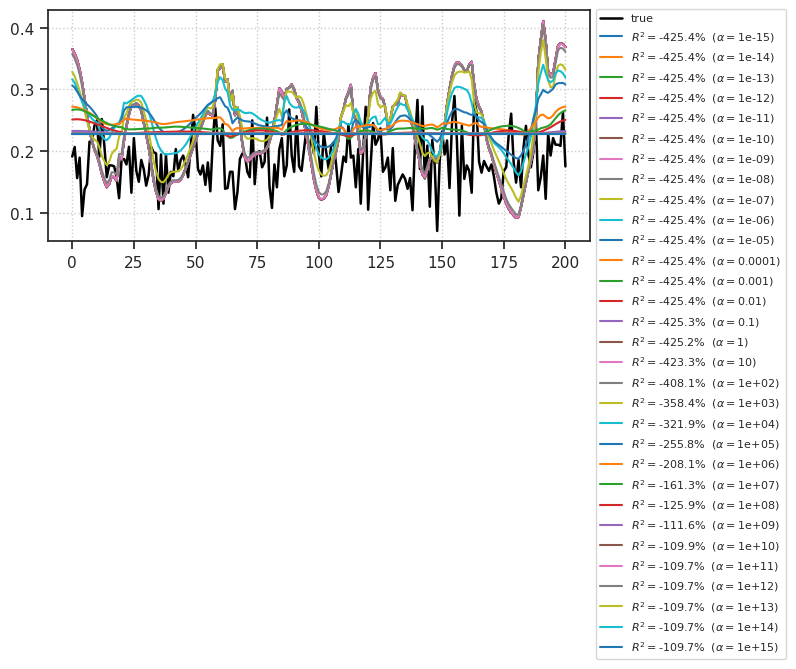 0.4
0.3
0.2
0.1
0 25 50 75 100 125 150 175 200
true
R² = -425.4% (α = 1e-15)
R² = -425.4% (α = 1e-14)
R² = -425.4% (α = 1e-13)
R² = -425.4% (α = 1e-12)
R² = -425.4% (α = 1e-11)
R² = -425.4% (α = 1e-10)
R² = -425.4% (α = 1e-09)
R² = -425.4% (α = 1e-08)
R² = -425.4% (α = 1e-07)
R² = -425.4% (α = 1e-06)
R² = -425.4% (α = 1e-05)
R² = -425.4% (α = 0.0001)
R² = -425.4% (α = 0.001)
R² = -425.4% (α = 0.01)
R² = -425.3% (α = 0.1)
R² = -425.2% (α = 1)
R² = -423.3% (α = 10)
R² = -408.1% (α = 1e+02)
R² = -358.4% (α = 1e+03)
R² = -321.9% (α = 1e+04)
R² = -255.8% (α = 1e+05)
R² = -208.1% (α = 1e+06)
R² = -161.3% (α = 1e+07)
R² = -125.9% (α = 1e+08)
R² = -111.6% (α = 1e+09)
R² = -109.9% (α = 1e+10)
R² = -109.7% (α = 1e+11)
R² = -109.7% (α = 1e+12)
R² = -109.7% (α = 1e+13)
R² = -109.7% (α = 1e+14)
R² = -109.7% (α = 1e+15)